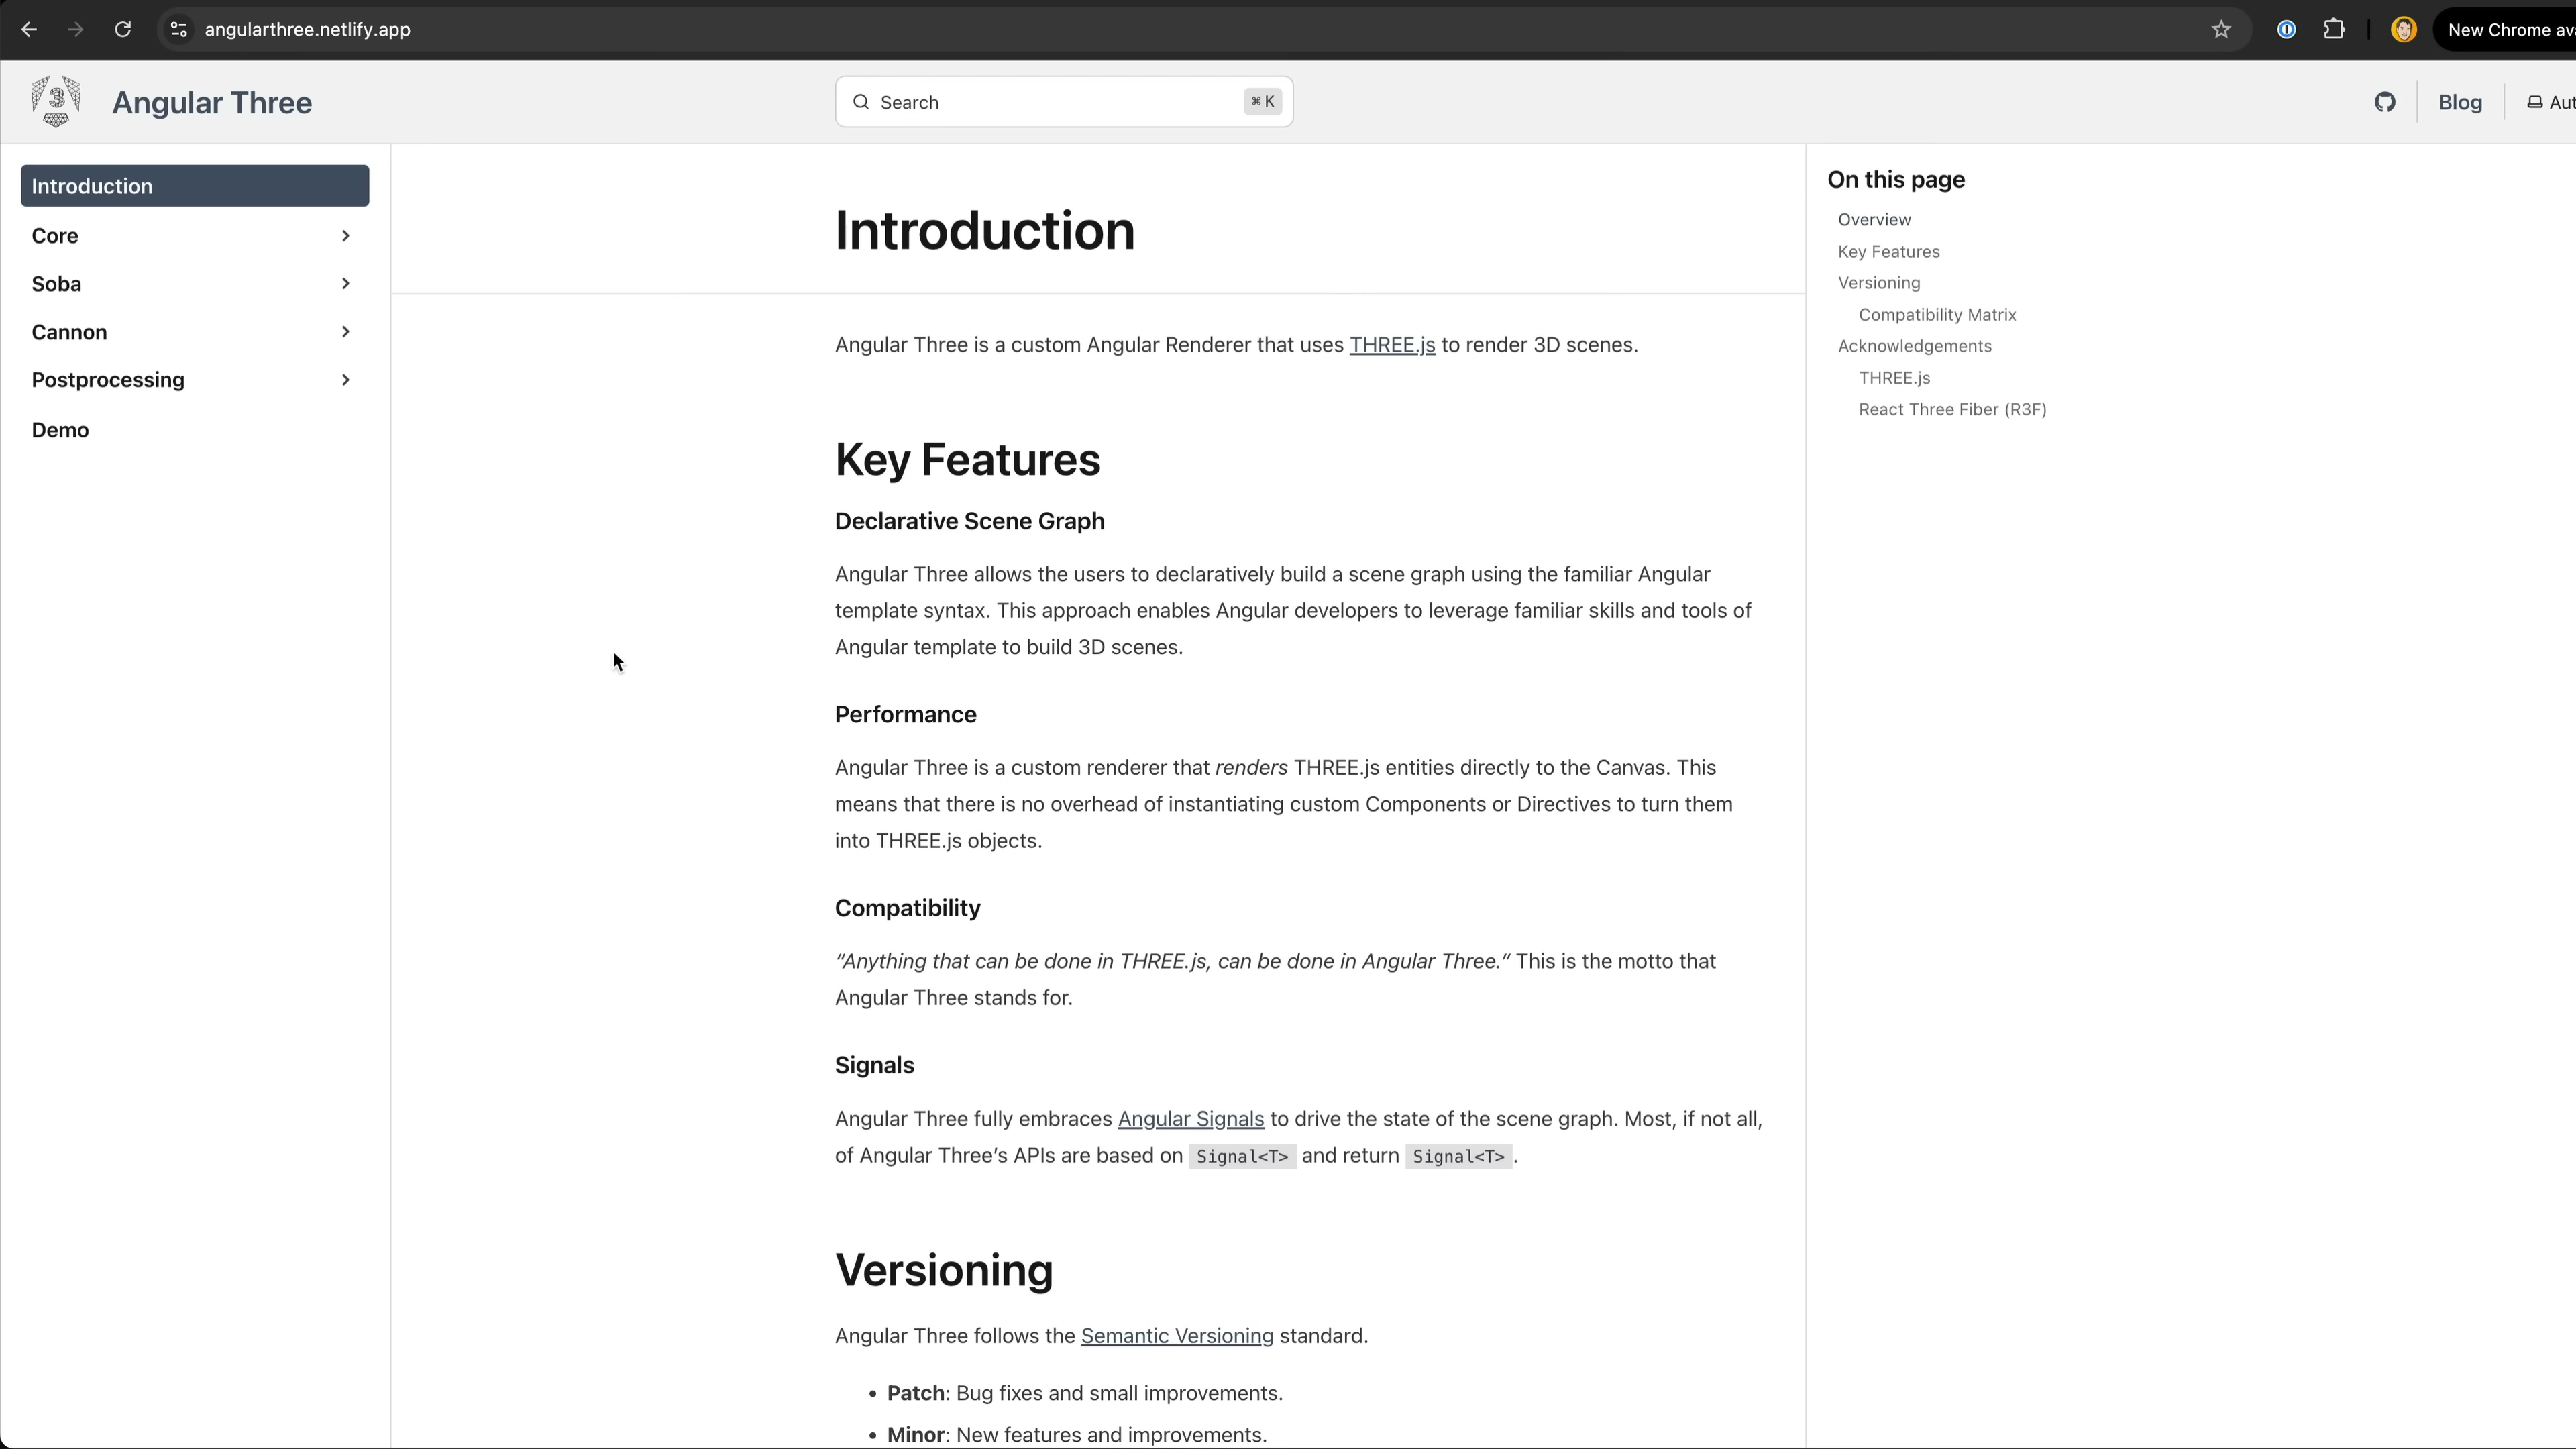 angularthree.netlify.app
New Chrome ava
3
Angular Three
Search
⌘ K
Blog
Aut
Introduction
Core
Soba
Cannon
Postprocessing
Demo
Introduction
Angular Three is a custom Angular Renderer that uses THREE.js to render 3D scenes.
Key Features
Declarative Scene Graph
Angular Three allows the users to declaratively build a scene graph using the familiar Angular
template syntax. This approach enables Angular developers to leverage familiar skills and tools of
Angular template to build 3D scenes.
Performance
Angular Three is a custom renderer that renders THREE.js entities directly to the Canvas. This
means that there is no overhead of instantiating custom Components or Directives to turn them
into THREE.js objects.
Compatibility
“Anything that can be done in THREE.js, can be done in Angular Three.” This is the motto that
Angular Three stands for.
Signals
Angular Three fully embraces Angular Signals to drive the state of the scene graph. Most, if not all,
of Angular Three’s APIs are based on Signal<T> and return Signal<T>.
Versioning
Angular Three follows the Semantic Versioning standard.
• Patch: Bug fixes and small improvements.
• Minor: New features and improvements.
On this page
Overview
Key Features
Versioning
Compatibility Matrix
Acknowledgements
THREE.js
React Three Fiber (R3F)